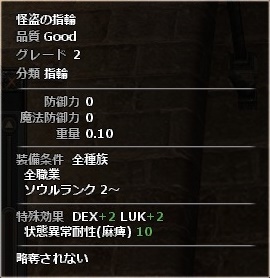 怪盗の指輪
品質 Good
グレード 2
分類 指輪
防御力 0
魔法防御力 0
重量 0.10
装備条件 全種族
全職業
ソウルランク 2～
特殊効果 DEX+2 LUK+2
状態異常耐性(麻痺) 10
略奪されない